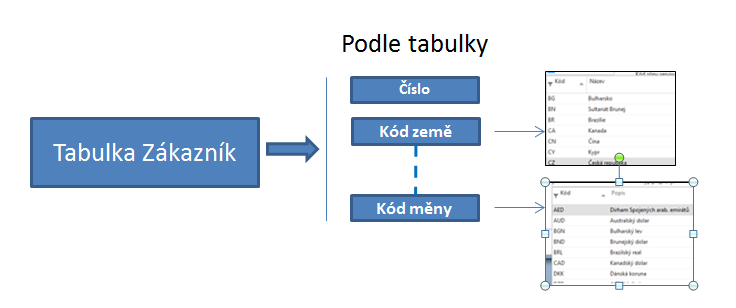 Podle tabulky
Tabulka Zákazník
Číslo
Kód země
Kód měny
Kód Název
BG Bulharsko
BN Sultanát Brunej
BR Brazílie
CA Kanada
CN Čína
CY Kypr
CZ Česká republika
Kód Popis
AED Dirham Spojených arab. emirátů
AUD Australský dolar
BGN Bulharský lev
BND Brunejský dolar
BRL Brazilský real
CAD Kanadský dolar
DKK Dánská koruna